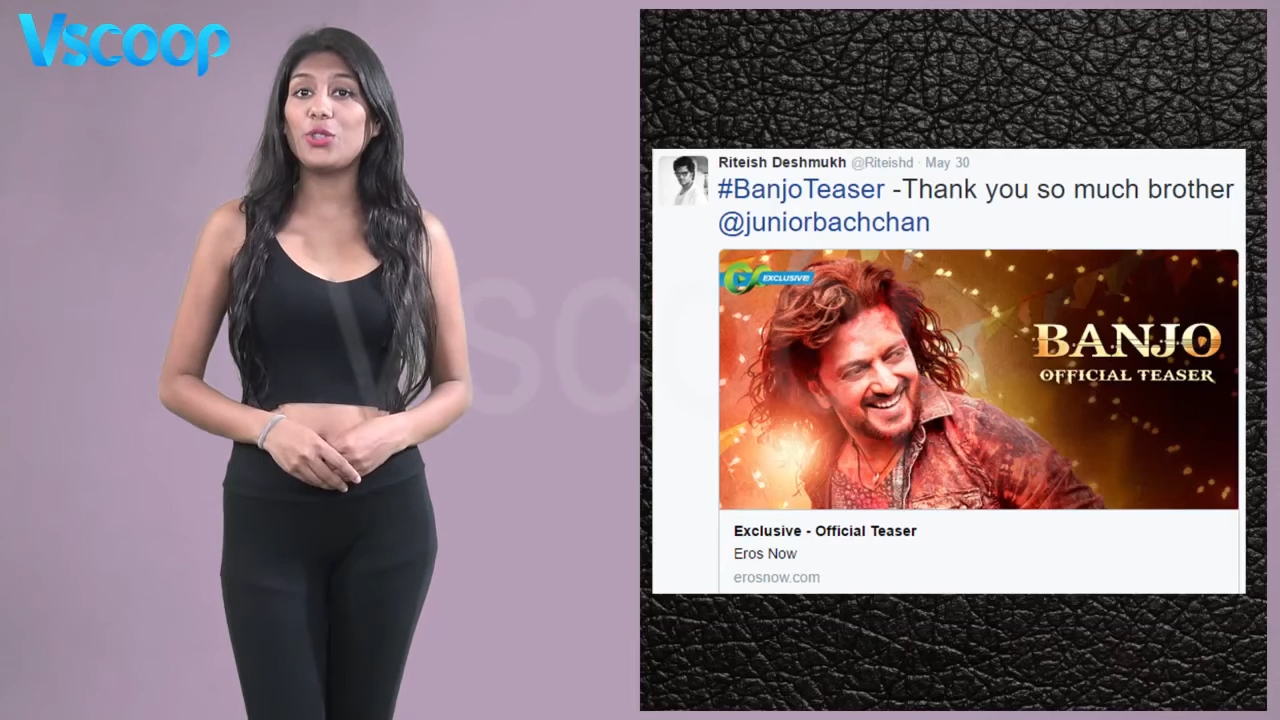 Vscoop
Riteish Deshmukh @Riteishd · May 30
#BanjoTeaser -Thank you so much brother
@juniorbachchan
EXCLUSIVE!
BANJO
OFFICIAL TEASER
Exclusive - Official Teaser
Eros Now
erosnow.com